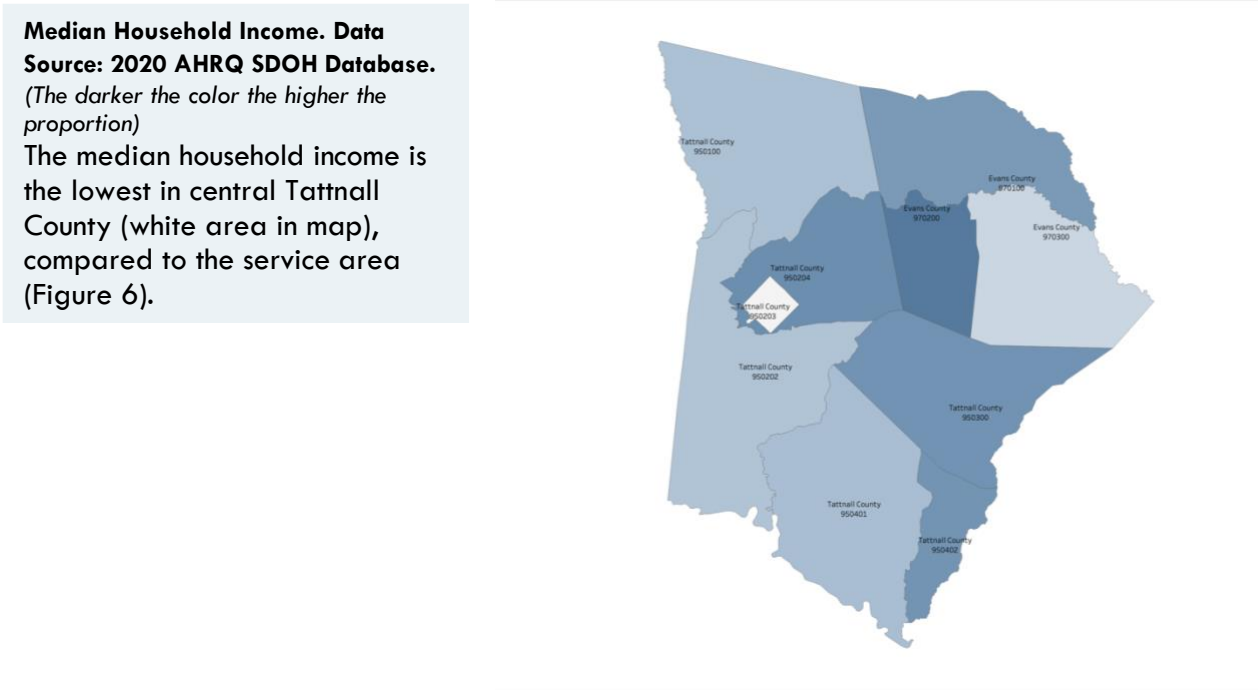 Median Household Income. Data
Source: 2020 AHRQ SDOH Database.
(The darker the color the higher the
proportion)
The median household income is
the lowest in central Tattnall
County (white area in map),
compared to the service area
(Figure 6).
Tattnall County
950100
Evans County
970100
Evans County
970200
Evans County
970300
Tattnall County
950204
Tattnall County
950203
Tattnall County
950202
Tattnall County
950300
Tattnall County
950401
Tattnall County
950402